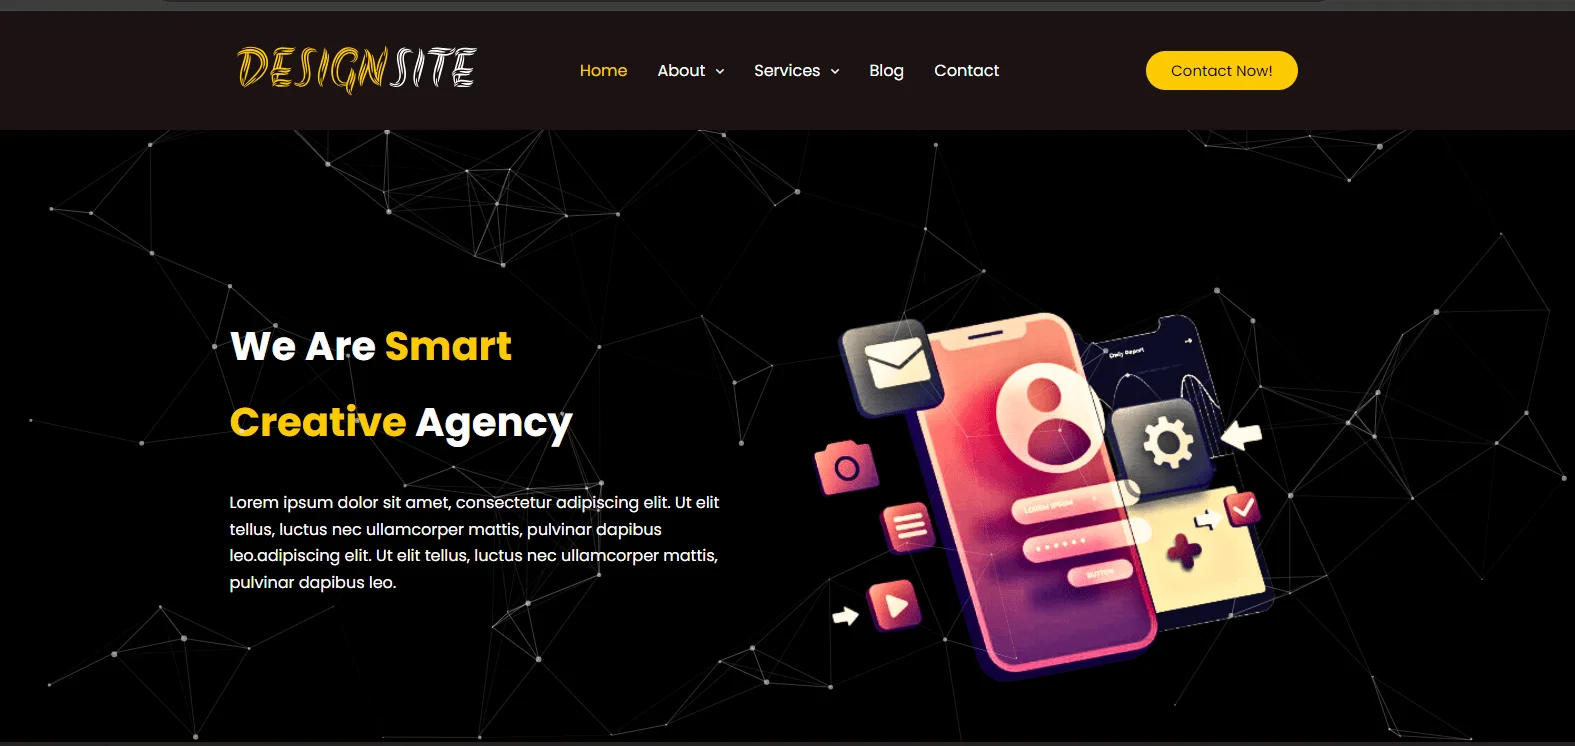 DESIGNSITE
Home About Services Blog Contact
Contact Now!
We Are Smart
Creative Agency
Lorem ipsum dolor sit amet, consectetur adipiscing elit. Ut elit
tellus, luctus nec ullamcorper mattis, pulvinar dapibus
leo.adipiscing elit. Ut elit tellus, luctus nec ullamcorper mattis,
pulvinar dapibus leo.
Daily Report
LOREM IPSUM
BUTTON